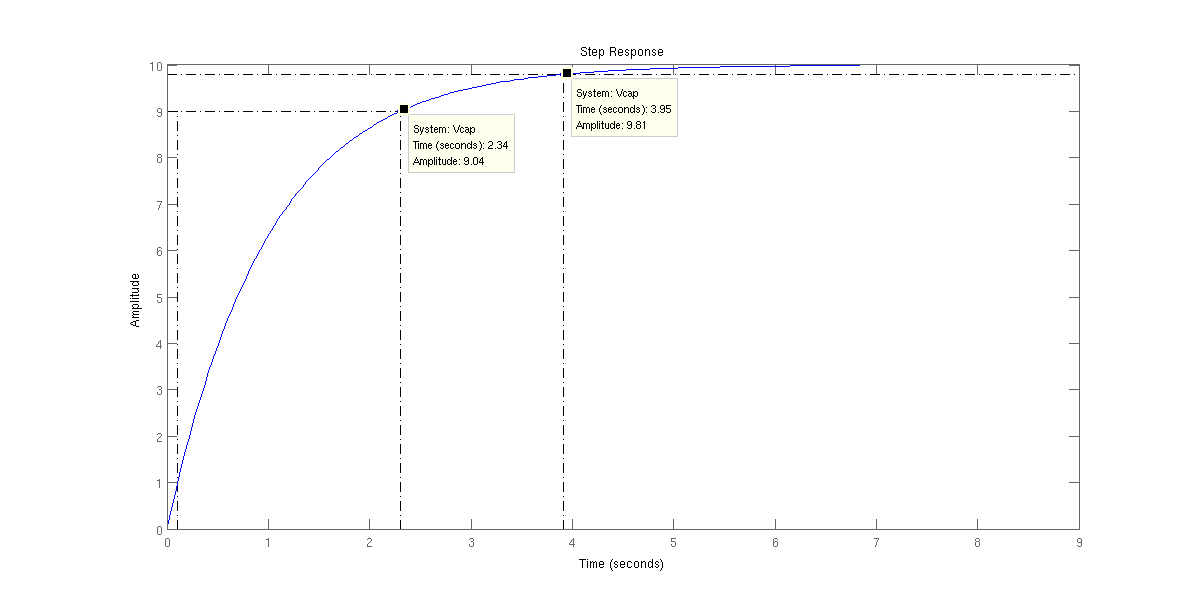 Step Response
10
9
8
7
6
5
4
3
2
1
0
Amplitude
System: Vcap
Time (seconds): 2.34
Amplitude: 9.04
System: Vcap
Time (seconds): 3.95
Amplitude: 9.81
0 1 2 3 4 5 6 7 8 9
Time (seconds)